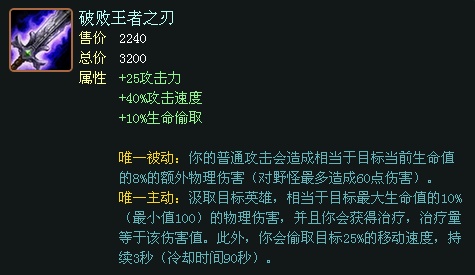 破败王者之刃
售价 2240
总价 3200
属性 +25攻击力
+40%攻击速度
+10%生命偷取
唯一被动：你的普通攻击会造成相当于目标当前生命值
的8%的额外物理伤害（对野怪最多造成60点伤害）。
唯一主动：汲取目标英雄，相当于目标最大生命值的10%
（最小值100）的物理伤害，并且你会获得治疗，治疗量
等于该伤害值。此外，你会偷取目标25%的移动速度，持
续3秒（冷却时间90秒）。